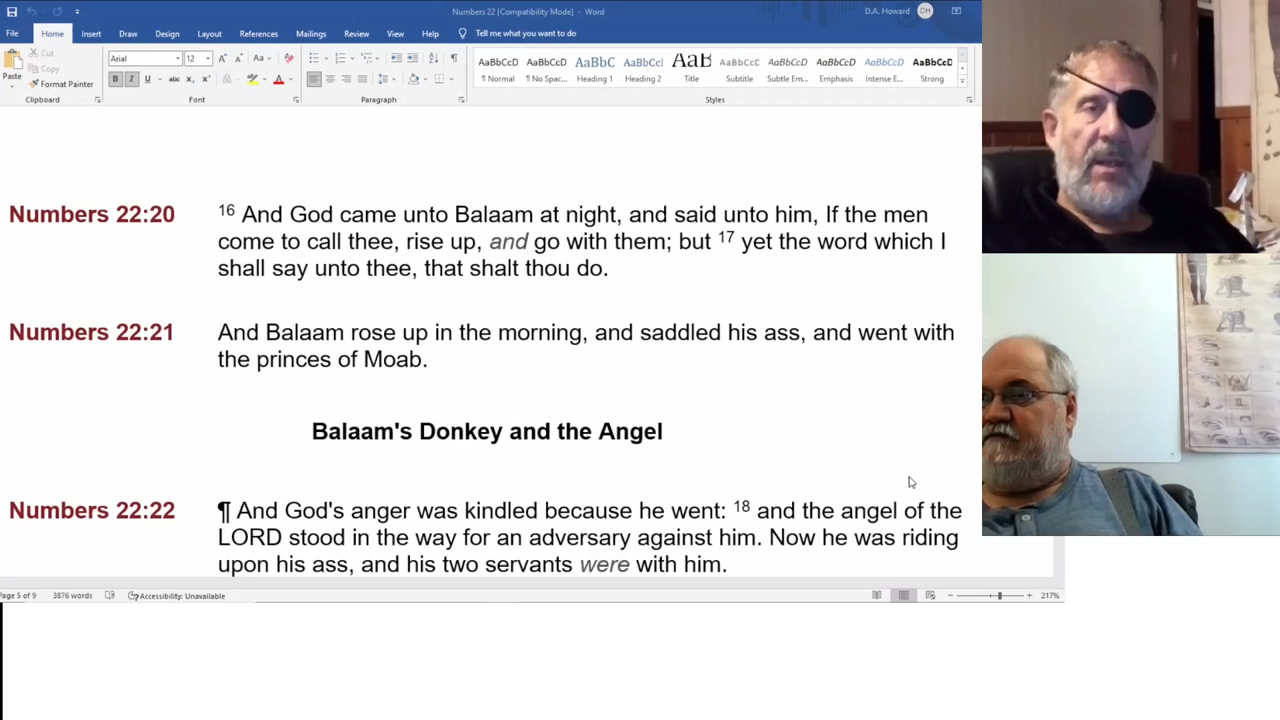 Numbers 22 [Compatibility Mode] - Word
D.A. Howard DH
File Home Insert Draw Design Layout References Mailings Review View Help Tell me what you want to do
Cut
Copy
Format Painter
Paste
Arial 12
Aa
B I U
AaBbCcD AaBbCcD AaBbC AaBbCcl AaB AaBbCcD AaBbCcD AaBbCcD AaBbCcD AaBbCcD
¶ Normal ¶ No Spac... Heading 1 Heading 2 Title Subtitle Subtle Em... Emphasis Intense E... Strong
Clipboard Font Paragraph Styles
Numbers 22:20 16 And God came unto Balaam at night, and said unto him, If the men
come to call thee, rise up, and go with them; but 17 yet the word which I
shall say unto thee, that shalt thou do.
Numbers 22:21 And Balaam rose up in the morning, and saddled his ass, and went with
the princes of Moab.
Balaam's Donkey and the Angel
Numbers 22:22 ¶ And God's anger was kindled because he went: 18 and the angel of the
LORD stood in the way for an adversary against him. Now he was riding
upon his ass, and his two servants were with him.
Page 5 of 9 3876 words Accessibility: Unavailable 217%